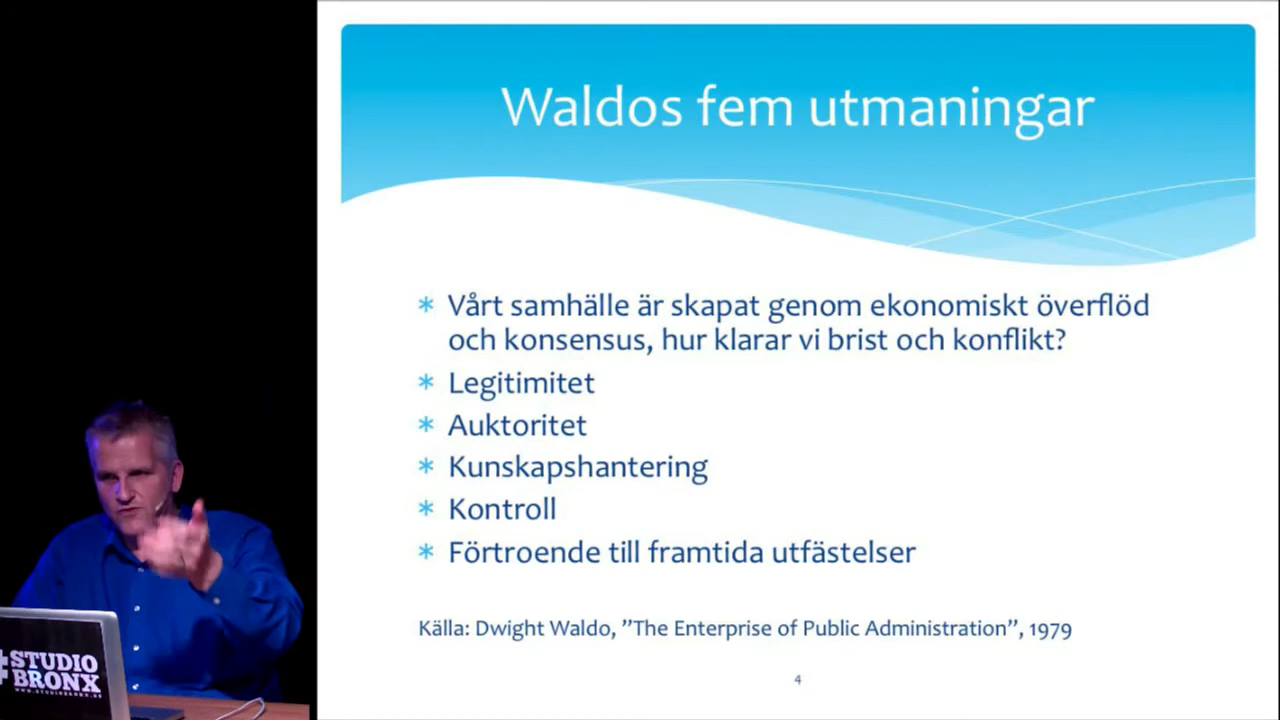 Waldos fem utmaningar
* Vårt samhälle är skapat genom ekonomiskt överflöd
och konsensus, hur klarar vi brist och konflikt?
* Legitimitet
* Auktoritet
* Kunskapshantering
* Kontroll
* Förtroende till framtida utfästelser
Källa: Dwight Waldo, ”The Enterprise of Public Administration”, 1979
4
#STUDIO
BRONX